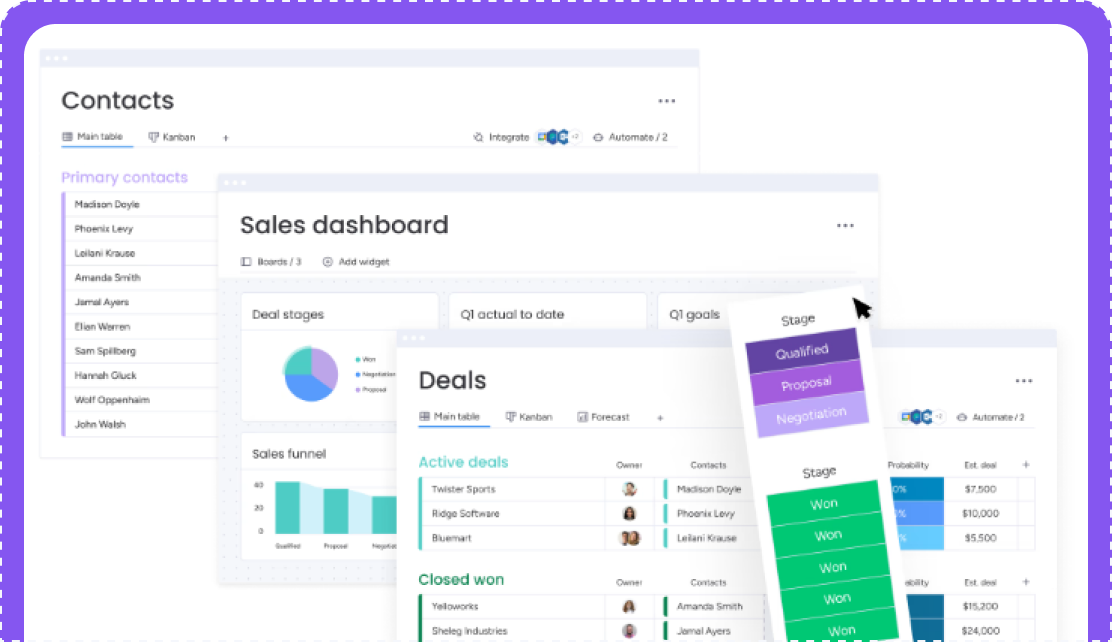 Contacts
Main table Kanban + Integrate +2 Automate / 2
Primary contacts
Madison Doyle
Phoenix Levy
Leilani Krause
Amanda Smith
Jamal Ayers
Elian Warren
Sam Spillberg
Hannah Gluck
Wolf Oppenhaim
John Walsh
Sales dashboard
Boards / 3 Add widget
Deal stages
Won
Negotiation
Proposal
Q1 actual to date
Q1 goals
Sales funnel
40
20
0
Qualified Proposal
Deals
Main table Kanban Forecast + +2 Automate / 2
Active deals Owner Contacts Probability Est. deal +
Twister Sports Madison Doyle $7,500
Ridge Software Phoenix Levy $10,000
Bluemart Leilani Krause $5,500
Closed won Owner Contacts Est. deal +
Yelloworks Amanda Smith $15,200
Sheleg Industries Jamal Ayers $24,000
Stage
Qualified
Proposal
Negotiation
Stage
Won
Won
Won
Won
Won